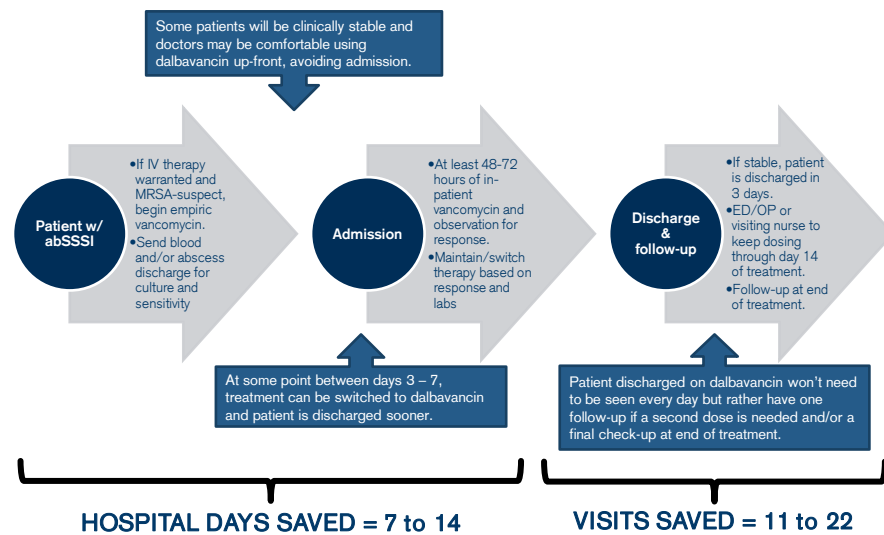 Some patients will be clinically stable and
doctors may be comfortable using
dalbavancin up-front, avoiding admission.
Patient w/
abSSSI
•If IV therapy
warranted and
MRSA-suspect,
begin empiric
vancomycin.
•Send blood
and/or abscess
discharge for
culture and
sensitivity
Admission
•At least 48-72
hours of in-
patient
vancomycin and
observation for
response.
•Maintain/switch
therapy based on
response and
labs
Discharge
&
follow-up
•If stable, patient
is discharged in
3 days.
•ED/OP or
visiting nurse to
keep dosing
through day 14
of treatment.
•Follow-up at end
of treatment.
At some point between days 3 – 7,
treatment can be switched to dalbavancin
and patient is discharged sooner.
Patient discharged on dalbavancin won't need
to be seen every day but rather have one
follow-up if a second dose is needed and/or a
final check-up at end of treatment.
HOSPITAL DAYS SAVED = 7 to 14
VISITS SAVED = 11 to 22